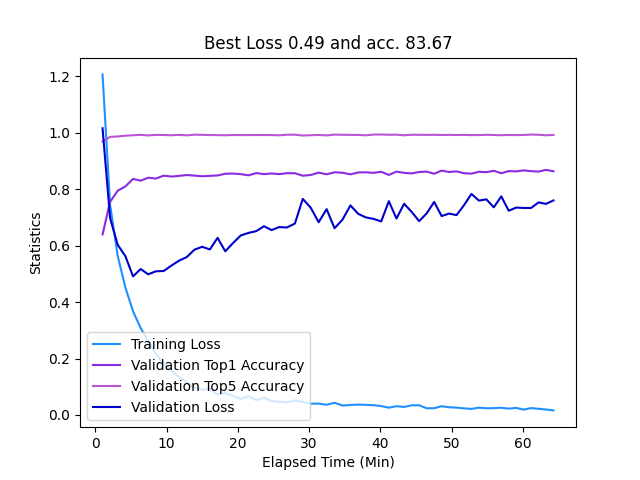 Best Loss 0.49 and acc. 83.67
1.2
1.0
0.8
0.6
0.4
0.2
0.0
Statistics
Training Loss
Validation Top1 Accuracy
Validation Top5 Accuracy
Validation Loss
0 10 20 30 40 50 60
Elapsed Time (Min)